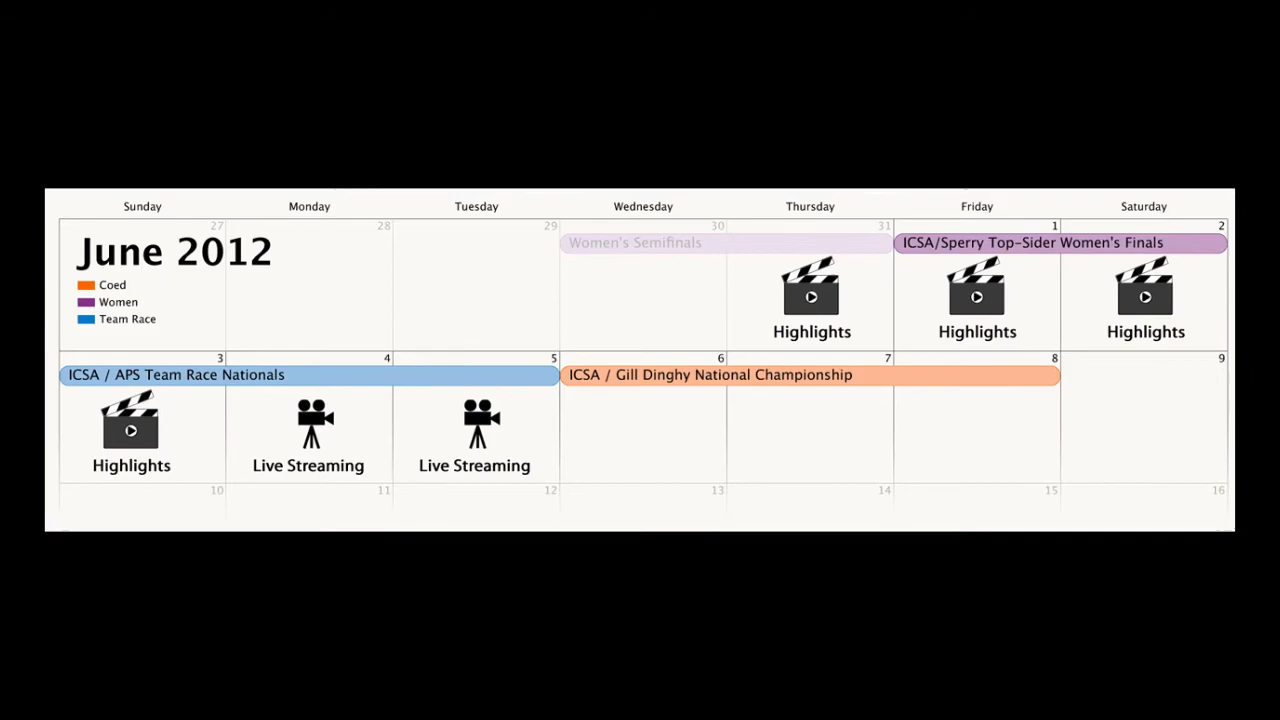 Sunday Monday Tuesday Wednesday Thursday Friday Saturday
27 28 29 30 31 1 2
June 2012
Women's Semifinals
ICSA/Sperry Top-Sider Women's Finals
Coed
Women
Team Race
Highlights Highlights Highlights
3 4 5 6 7 8 9
ICSA / APS Team Race Nationals
ICSA / Gill Dinghy National Championship
Highlights Live Streaming Live Streaming
10 11 12 13 14 15 16